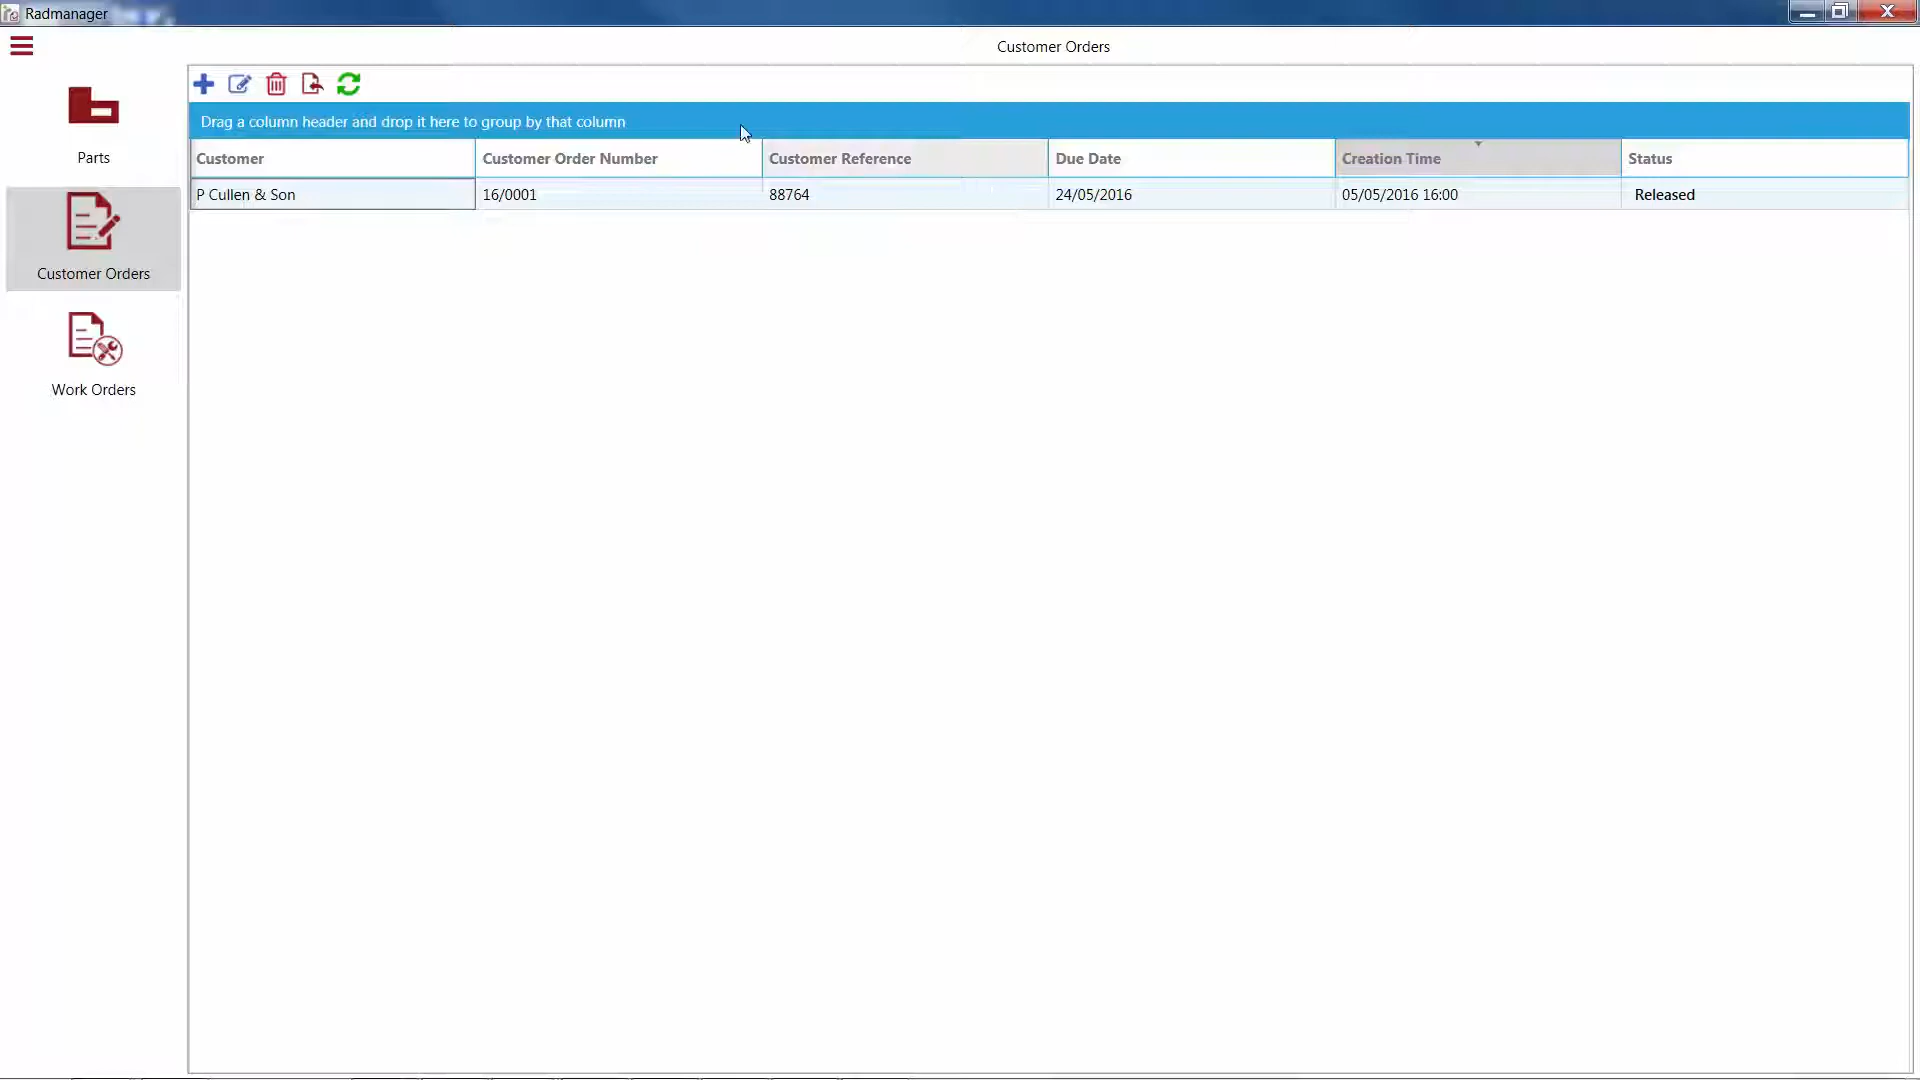 Radmanager
Customer Orders
Parts
Customer Orders
Work Orders
Drag a column header and drop it here to group by that column
Customer Customer Order Number Customer Reference Due Date Creation Time Status
P Cullen & Son 16/0001 88764 24/05/2016 05/05/2016 16:00 Released